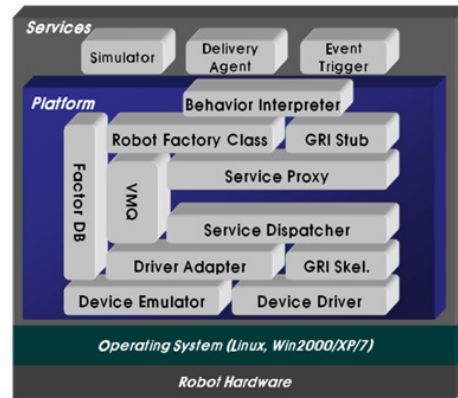 Services
Simulator
Delivery
Agent
Event
Trigger
Platform
Behavior Interpreter
Robot Factory Class
GRI Stub
Factor DB
VMQ
Service Proxy
Service Dispatcher
Driver Adapter
GRI Skel.
Device Emulator
Device Driver
Operating System (Linux, Win2000/XP/7)
Robot Hardware